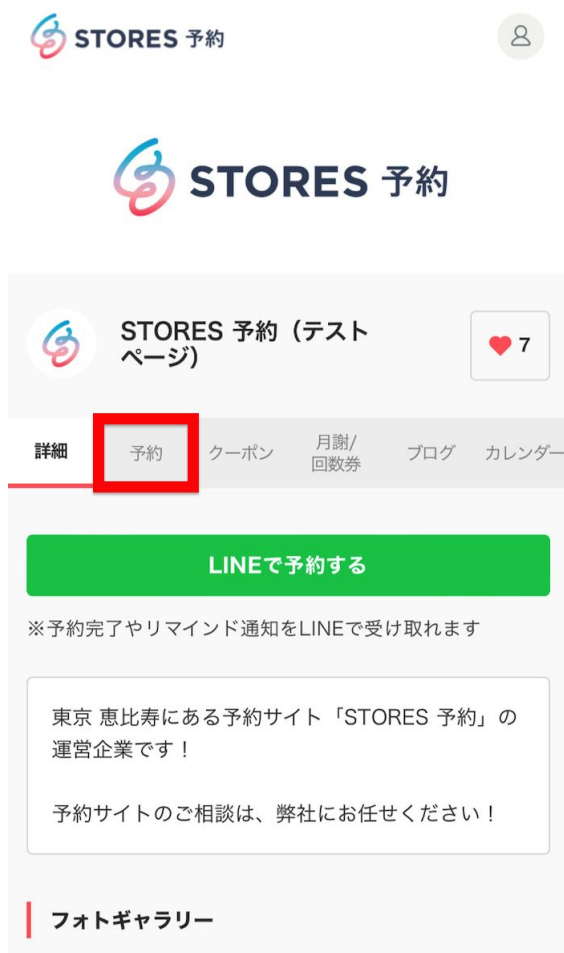 STORES 予約
STORES 予約
STORES 予約（テスト
ページ）
7
詳細
予約
クーポン
月謝/
回数券
ブログ
カレンダー
LINEで予約する
※予約完了やリマインド通知をLINEで受け取れます
東京 恵比寿にある予約サイト「STORES 予約」の
運営企業です！
予約サイトのご相談は、弊社にお任せください！
フォトギャラリー